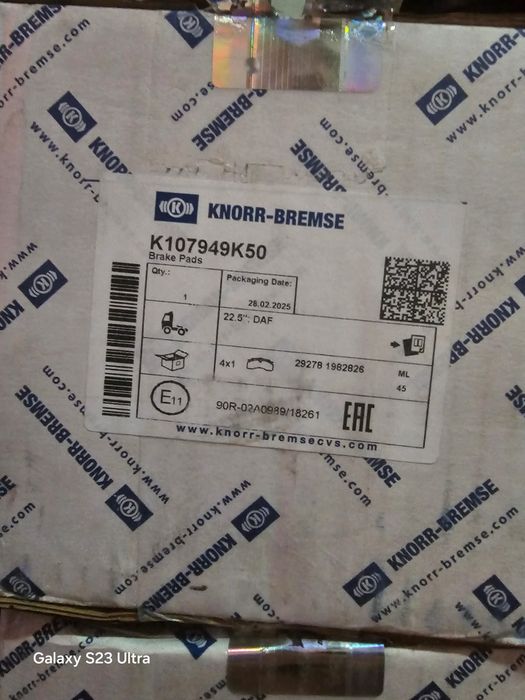 KNORR-BREMSE
K107949K50
Brake Pads
Qty.:
1
Packaging Date:
28.02.2025
22.5": DAF
4x1
29278 1982826
ML
45
E11
90R-02A0989/18261
EAC
www.knorr-bremsecvs.com
KNORR-BREMSE
www.knorr-bremse.com
Galaxy S23 Ultra